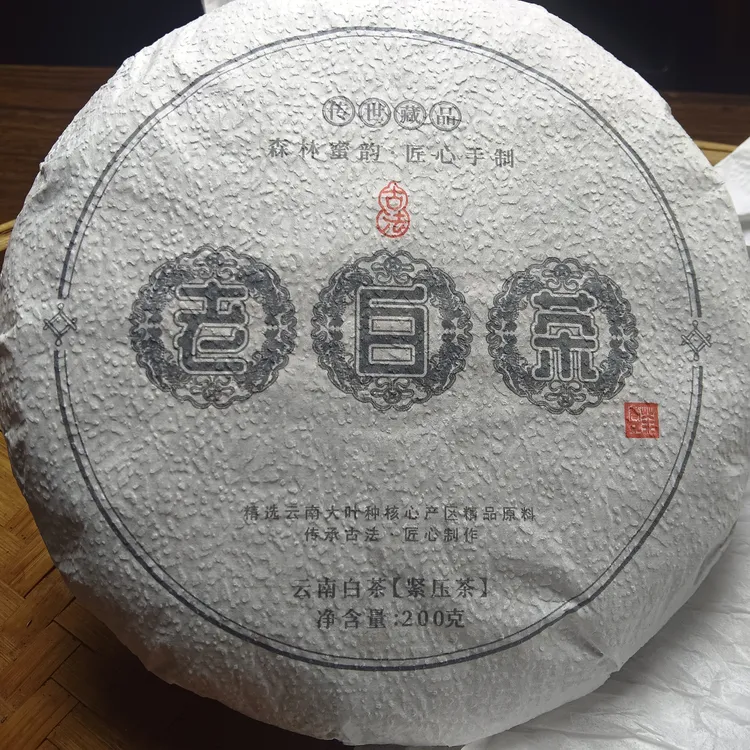 传世藏品
森林蜜韵·匠心手制
古法
老白茶
精选云南大叶种核心产区精品原料
传承古法·匠心制作
云南白茶【紧压茶】
净含量:200克